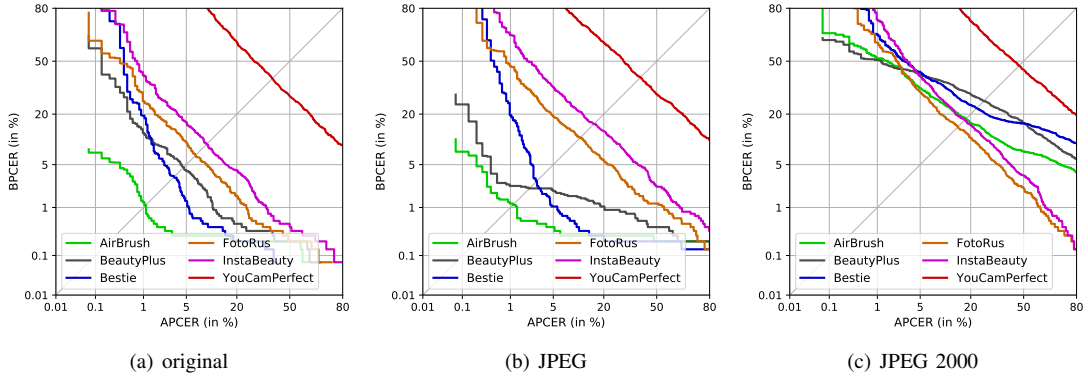 80
50
20
5
1
0.1
0.01
BPCER (in %)
0.01 0.1 1 5 20 50 80
APCER (in %)
AirBrush
BeautyPlus
Bestie
FotoRus
InstaBeauty
YouCamPerfect
(a) original
80
50
20
5
1
0.1
0.01
BPCER (in %)
0.01 0.1 1 5 20 50 80
APCER (in %)
AirBrush
BeautyPlus
Bestie
FotoRus
InstaBeauty
YouCamPerfect
(b) JPEG
80
50
20
5
1
0.1
0.01
BPCER (in %)
0.01 0.1 1 5 20 50 80
APCER (in %)
AirBrush
BeautyPlus
Bestie
FotoRus
InstaBeauty
YouCamPerfect
(c) JPEG 2000